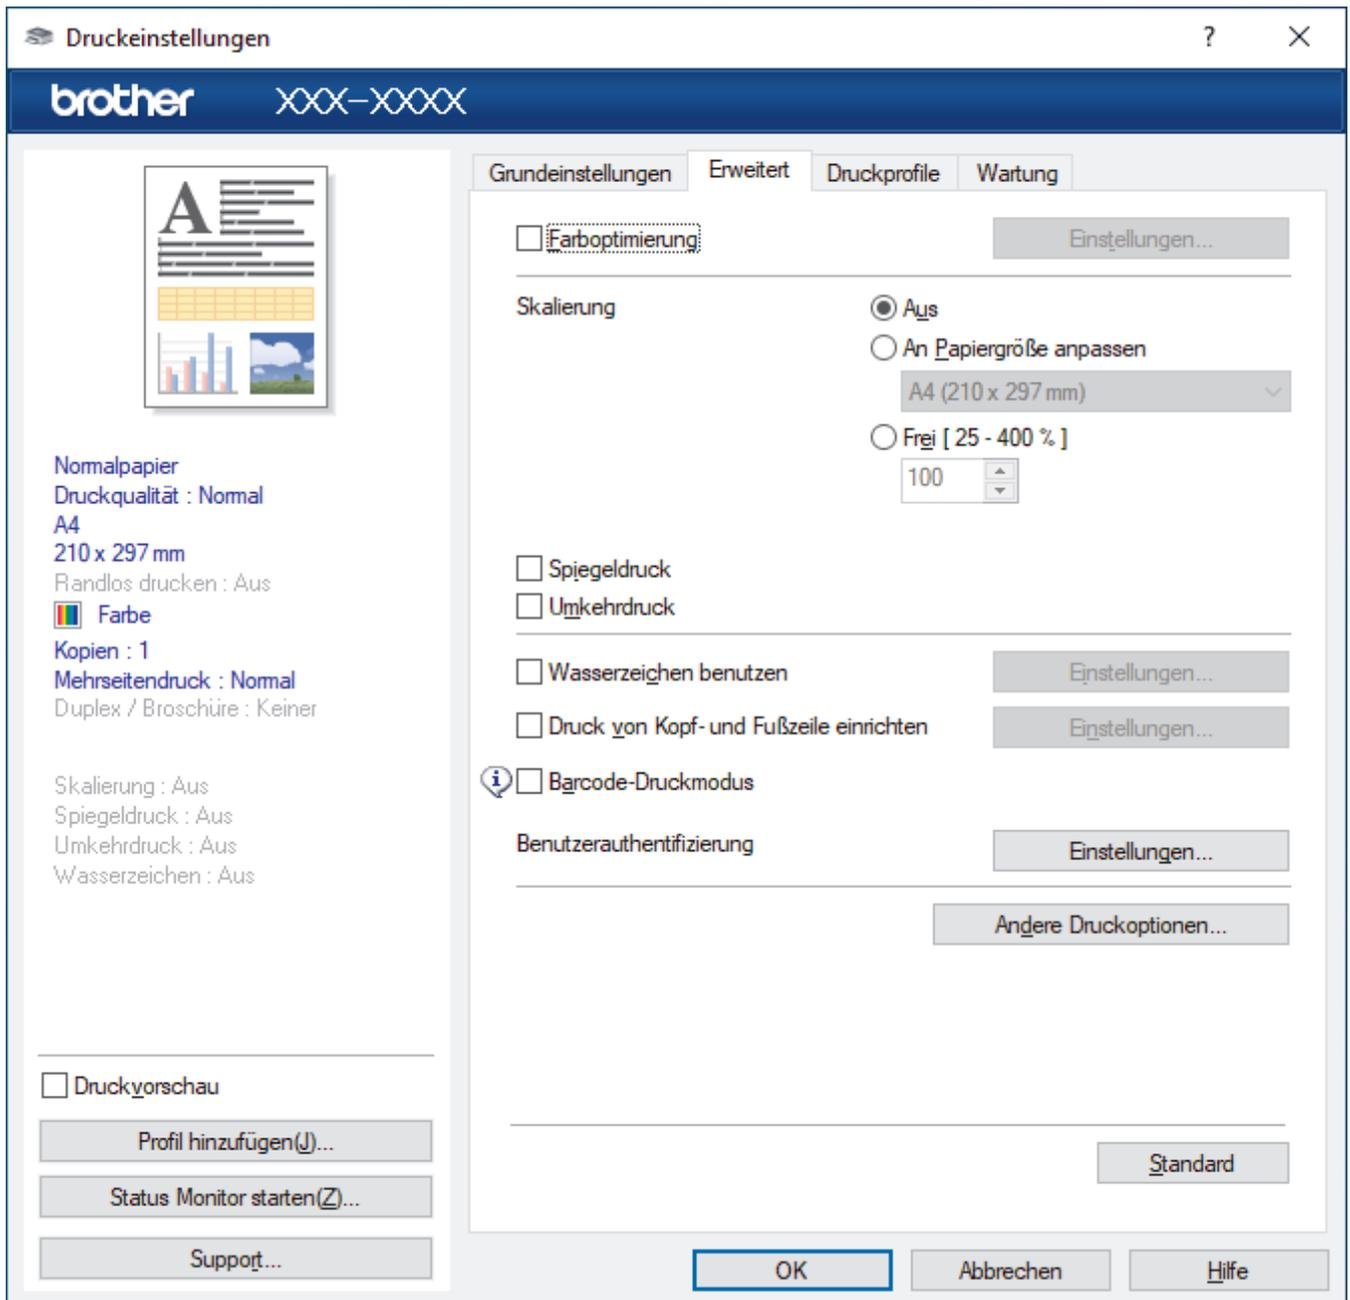 Druckeinstellungen
?
brother XXX-XXXX
A
Normalpapier
Druckqualität : Normal
A4
210 x 297 mm
Randlos drucken : Aus
Farbe
Kopien : 1
Mehrseitendruck : Normal
Duplex / Broschüre : Keiner
Skalierung : Aus
Spiegeldruck : Aus
Umkehrdruck : Aus
Wasserzeichen : Aus
Druckvorschau
Profil hinzufügen(J)...
Status Monitor starten(Z)...
Support...
Grundeinstellungen Erweitert Druckprofile Wartung
Farboptimierung Einstellungen...
Skalierung Aus
An Papiergröße anpassen
A4 (210 x 297 mm)
Frei [ 25 - 400 % ]
100
Spiegeldruck
Umkehrdruck
Wasserzeichen benutzen Einstellungen...
Druck von Kopf- und Fußzeile einrichten Einstellungen...
Barcode-Druckmodus
Benutzerauthentifizierung Einstellungen...
Andere Druckoptionen...
Standard
OK Abbrechen Hilfe